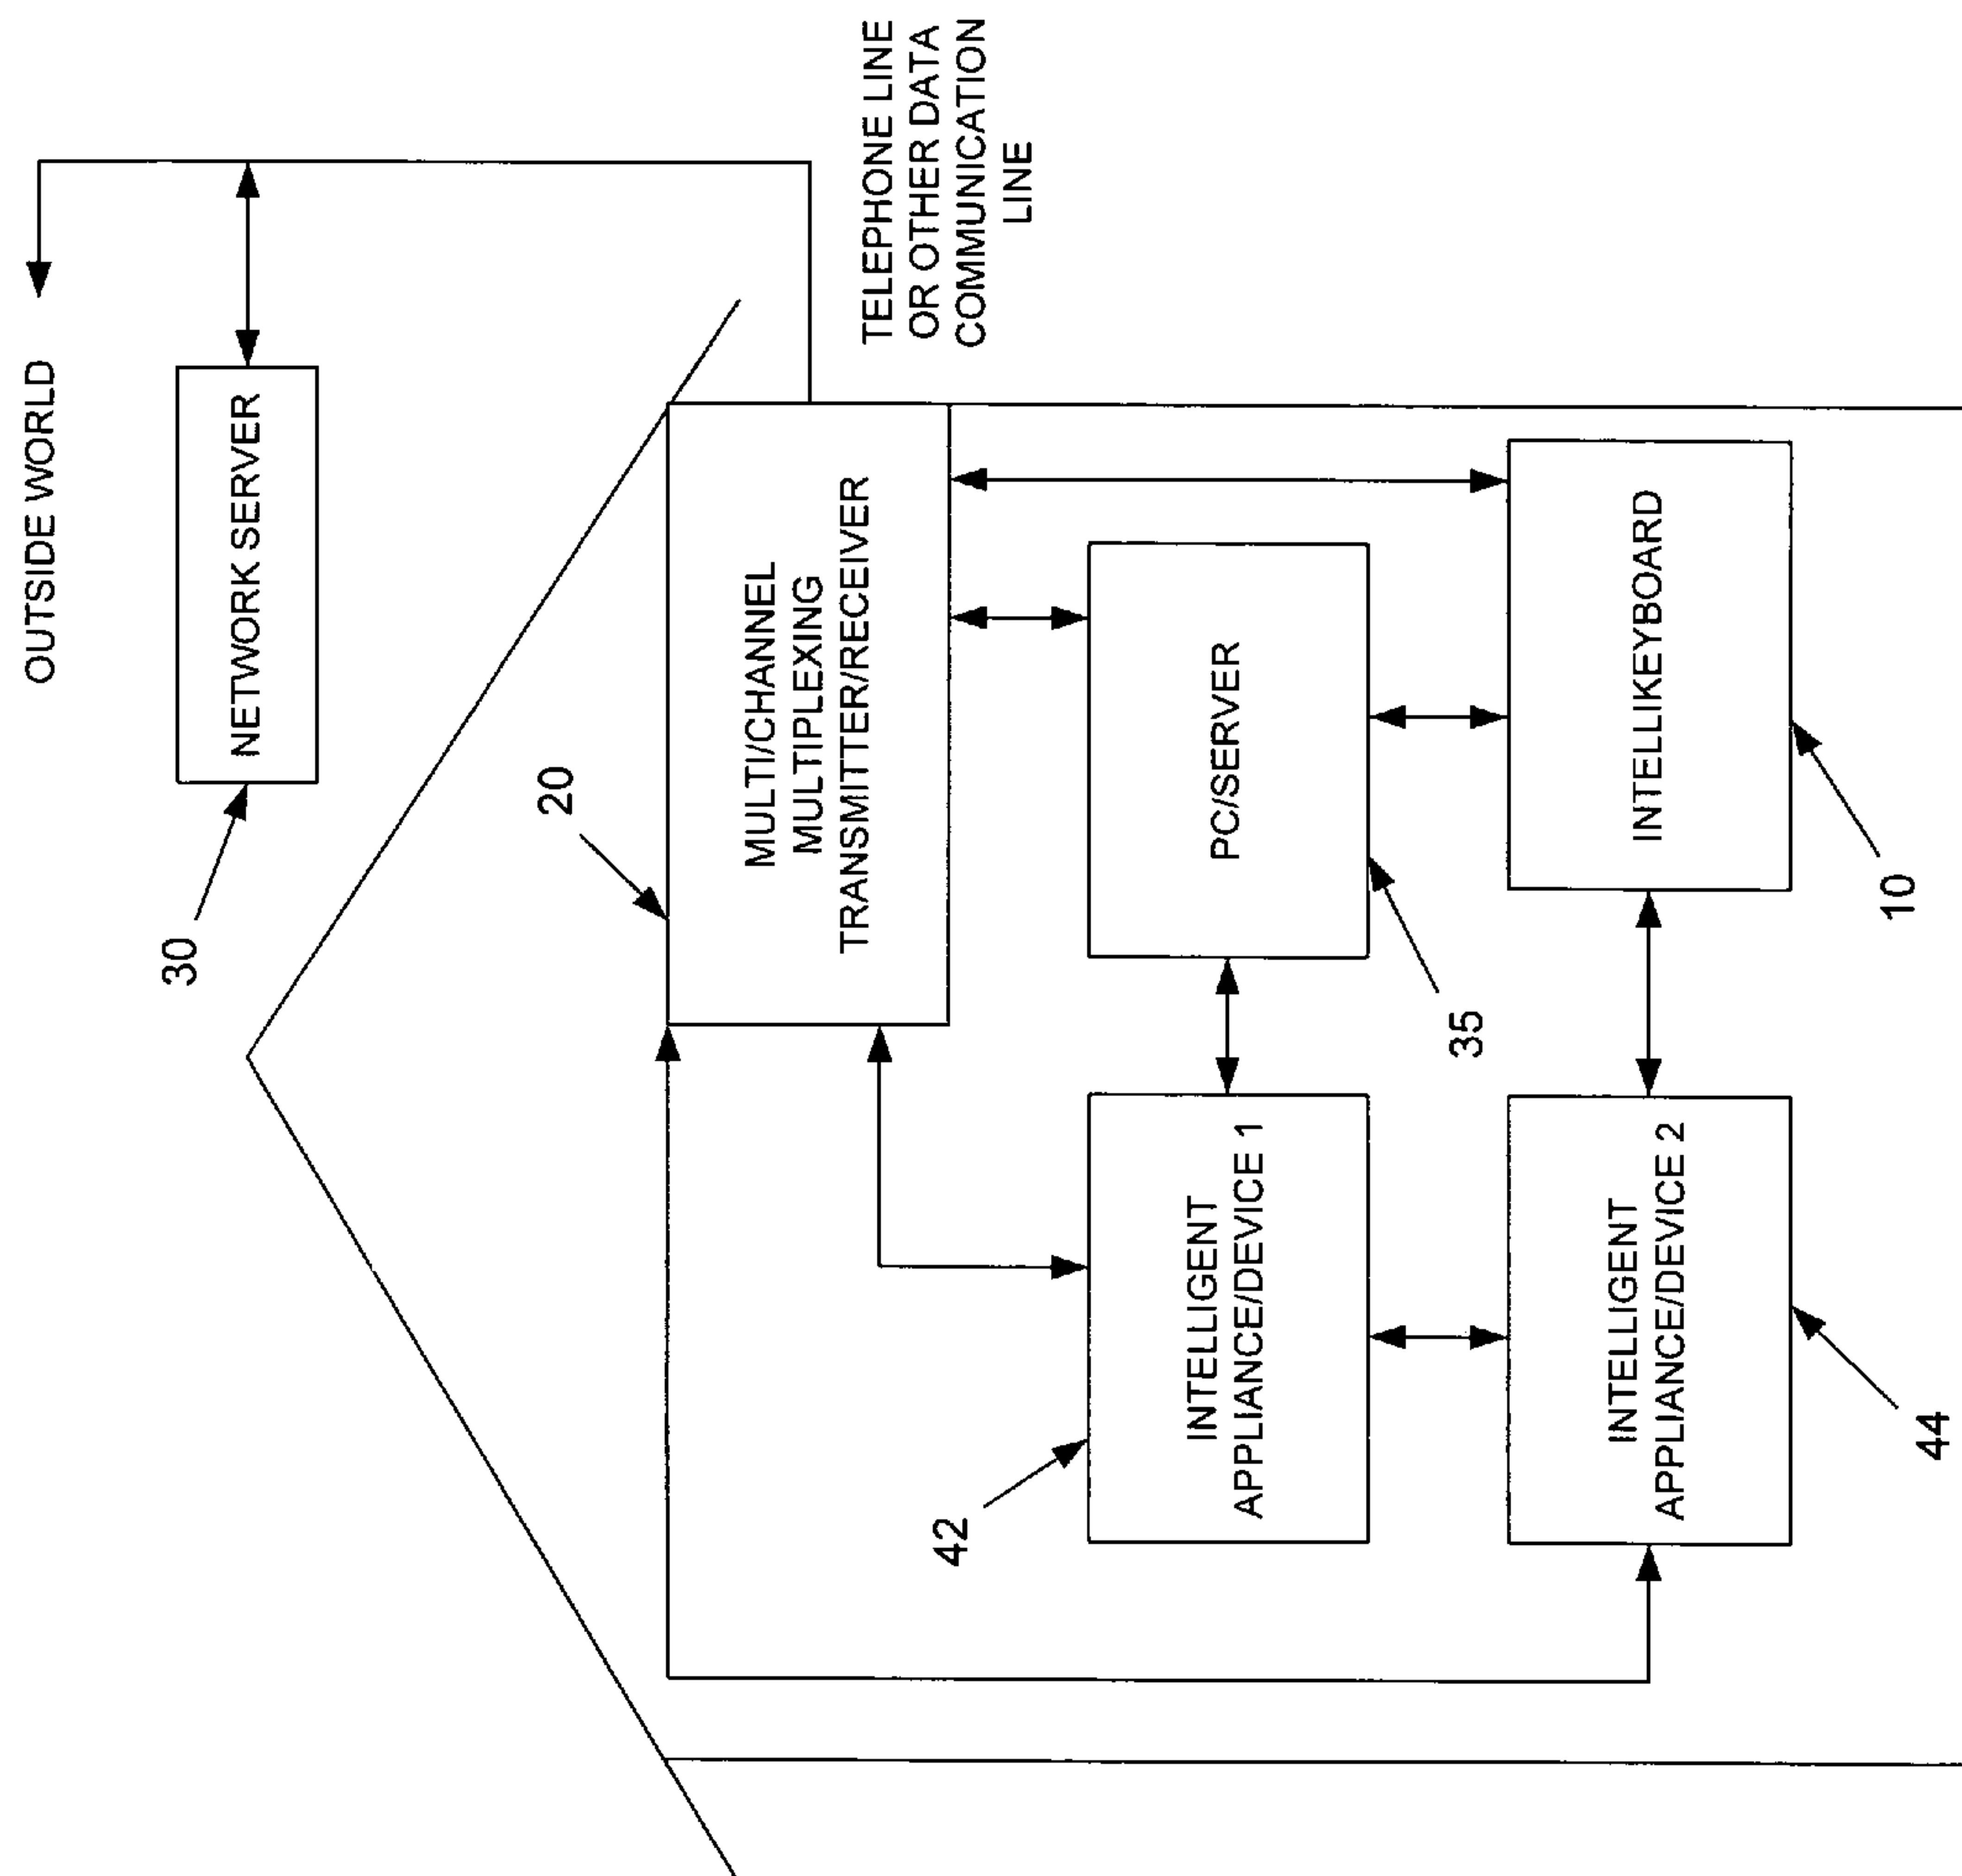 OUTSIDE WORLD
NETWORK SERVER
30
TELEPHONE LINE
OR OTHER DATA
COMMUNICATION
LINE
20
MULTI/CHANNEL
MULTIPLEXING
TRANSMITTER/RECEIVER
PC/SERVER
35
INTELLIKEYBOARD
10
42
INTELLIGENT
APPLIANCE/DEVICE 1
INTELLIGENT
APPLIANCE/DEVICE 2
44